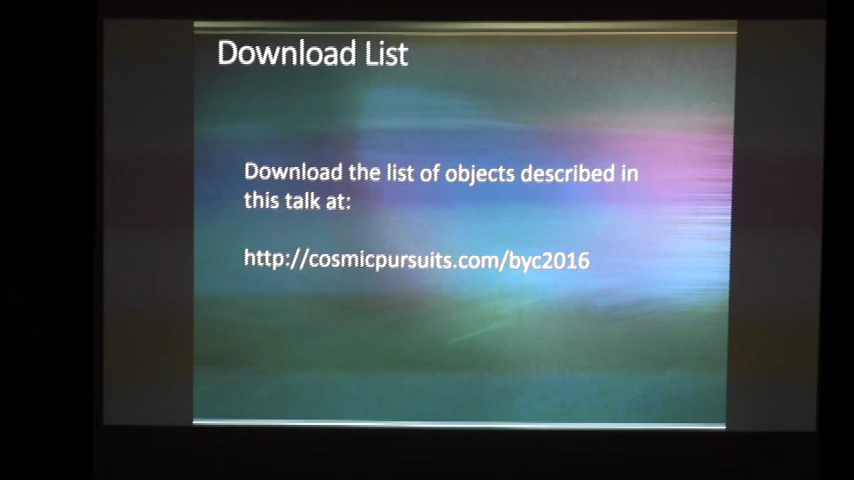 Download List
Download the list of objects described in
this talk at:
http://cosmicpursuits.com/byc2016